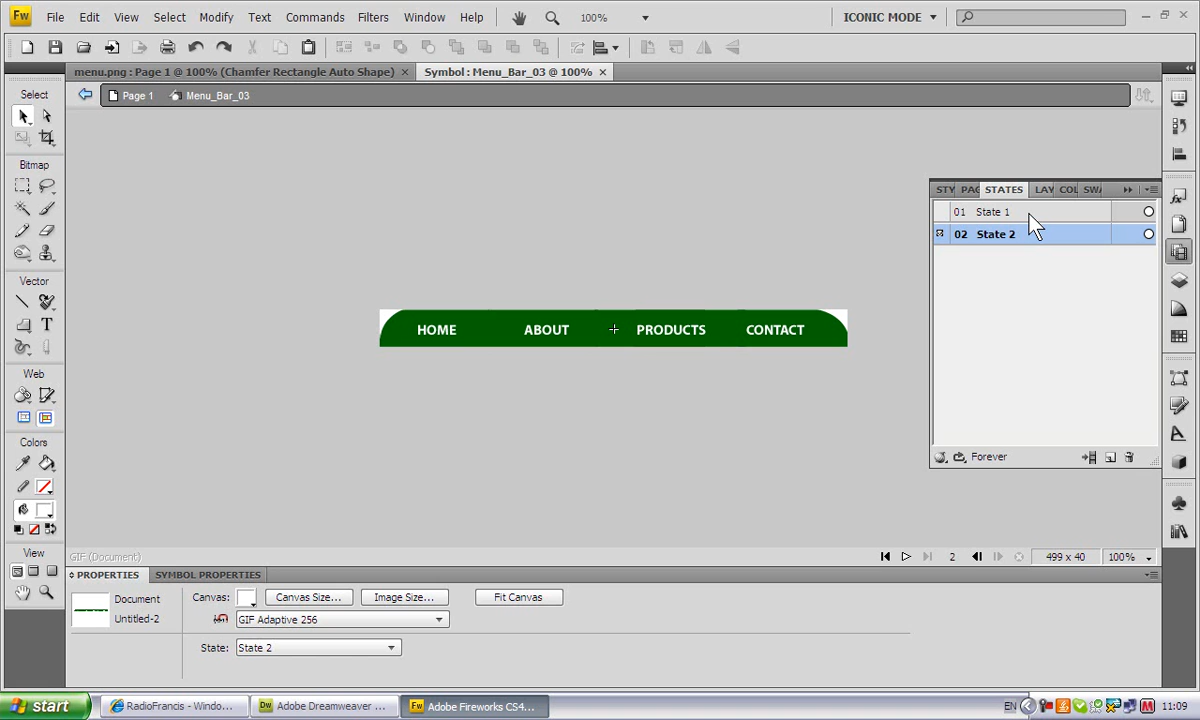 Fw File Edit View Select Modify Text Commands Filters Window Help 100% ICONIC MODE
menu.png : Page 1 @ 100% (Chamfer Rectangle Auto Shape) × Symbol : Menu_Bar_03 @ 100% ×
Page 1 Menu_Bar_03
Select
Bitmap
Vector
Web
Colors
View
STY PAG STATES LAY COL SWA
01 State 1
02 State 2
Forever
HOME ABOUT PRODUCTS CONTACT
GIF (Document) 2 499 x 40 100%
PROPERTIES SYMBOL PROPERTIES
Document
Untitled-2
Canvas: Canvas Size... Image Size... Fit Canvas
GIF Adaptive 256
State: State 2
start RadioFrancis - Windo... Dw Adobe Dreamweaver ... Fw Adobe Fireworks CS4... EN 11:09